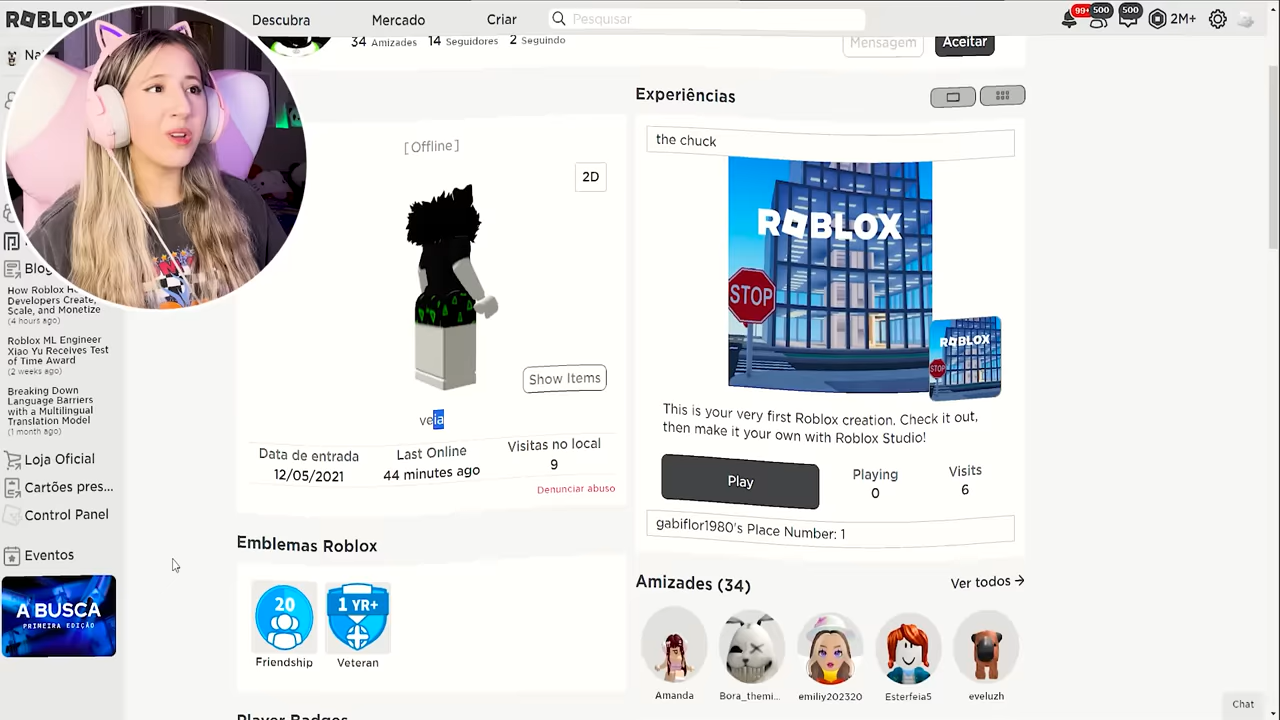 ROBLOX
Descubra
Mercado
Criar
Pesquisar
99+
500
500
2M+
34 Amizades
14 Seguidores
2 Seguindo
Mensagem
Aceitar
Na
Blog
How Roblox H
Developers Create,
Scale, and Monetize
(4 hours ago)
Roblox ML Engineer
Xiao Yu Receives Test
of Time Award
(2 weeks ago)
Breaking Down
Language Barriers
with a Multilingual
Translation Model
(1 month ago)
Loja Oficial
Cartões pres...
Control Panel
Eventos
A BUSCA
PRIMEIRA EDIÇÃO
[Offline]
2D
Show Items
veia
Data de entrada
12/05/2021
Last Online
44 minutes ago
Visitas no local
9
Denunciar abuso
Emblemas Roblox
20
Friendship
1 YR+
Veteran
Player Badges
Experiências
the chuck
ROBLOX
STOP
ROBLOX
STOP
This is your very first Roblox creation. Check it out,
then make it your own with Roblox Studio!
Play
Playing
0
Visits
6
gabiflor1980's Place Number: 1
Amizades (34)
Ver todos →
Amanda
Bora_themi...
emiliy202320
Esterfeia5
eveluzh
Chat